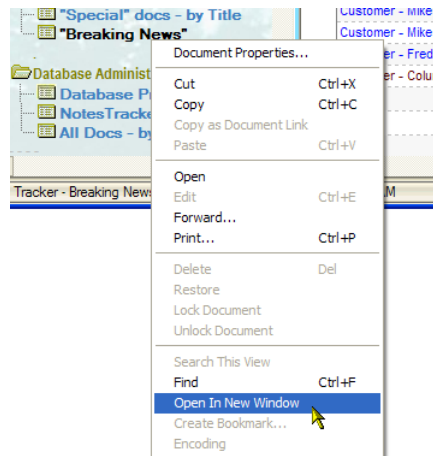 "Special" docs - by Title
Customer - Mike
"Breaking News"
Customer - Mike
Document Properties...
er - Fred
Database Administ
er - Colu
Cut Ctrl+X
Database P
Copy Ctrl+C
NotesTracke
Copy as Document Link
All Docs - b
Paste Ctrl+V
Open
Tracker - Breaking News
Edit Ctrl+E
M
Forward...
Print... Ctrl+P
Delete Del
Restore
Lock Document
Unlock Document
Search This View
Find Ctrl+F
Open In New Window
Create Bookmark...
Encoding